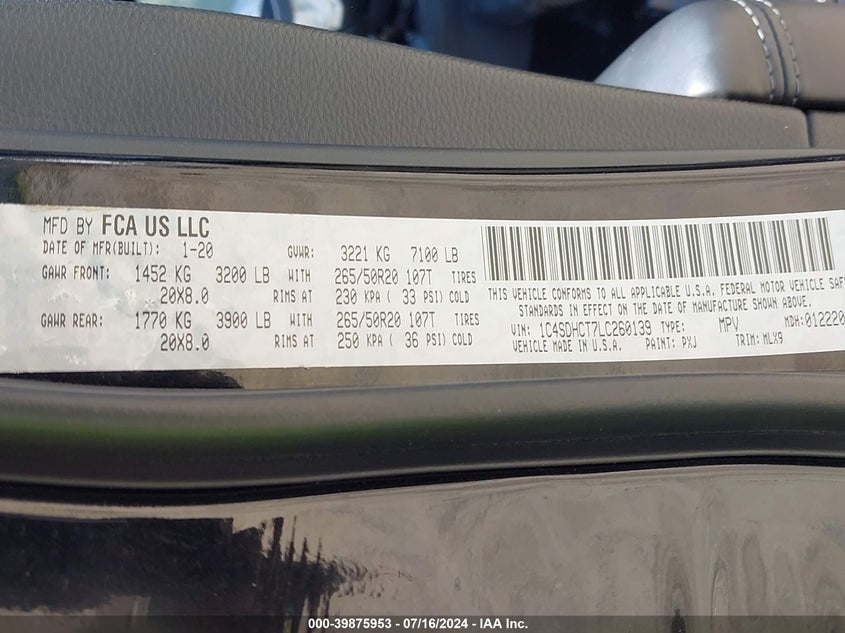 MFD BY FCA US LLC
DATE OF MFR(BUILT): 1-20 GVWR: 3221 KG 7100 LB
GAWR FRONT: 1452 KG 3200 LB WITH 265/50R20 107T TIRES
20X8.0 RIMS AT 230 KPA ( 33 PSI) COLD
GAWR REAR: 1770 KG 3900 LB WITH 265/50R20 107T TIRES
20X8.0 RIMS AT 250 KPA ( 36 PSI) COLD
THIS VEHICLE CONFORMS TO ALL APPLICABLE U.S.A. FEDERAL MOTOR VEHICLE SAFE
STANDARDS IN EFFECT ON THE DATE OF MANUFACTURE SHOWN ABOVE.
VIN: 1C4SDHCT7LC260139 TYPE: MPV MDH:01220
VEHICLE MADE IN U.S.A. PAINT: PXJ TRIM: MLX9
000-39875953 - 07/16/2024 - IAA Inc.